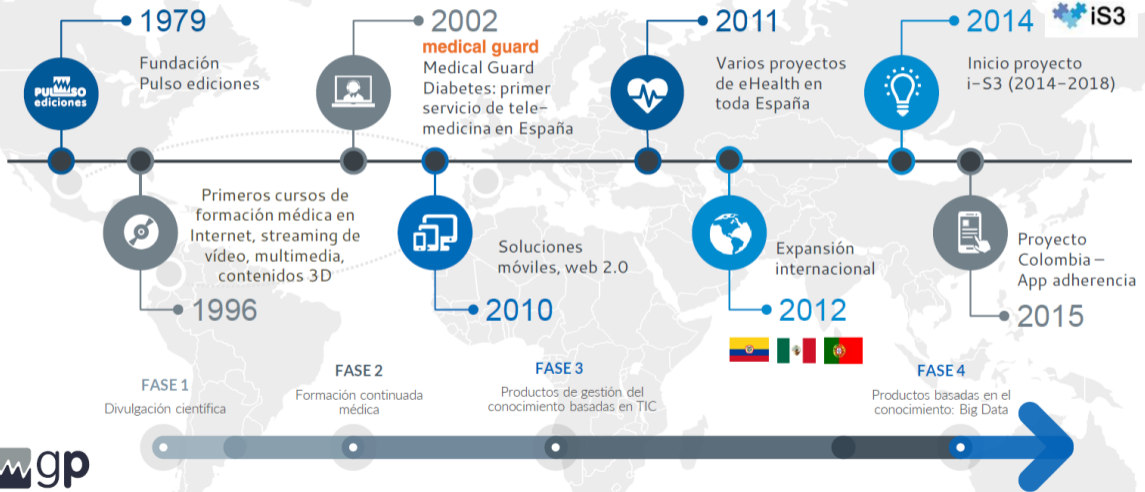 1979
Fundación
Pulso ediciones
PULSO
ediciones
2002
medical guard
Medical Guard
Diabetes: primer
servicio de tele-
medicina en España
2011
Varios proyectos
de eHealth en
toda España
2014
iS3
Inicio proyecto
i-S3 (2014-2018)
Primeros cursos de
formación médica en
Internet, streaming de
vídeo, multimedia,
contenidos 3D
1996
Soluciones
móviles, web 2.0
2010
Expansión
internacional
2012
Proyecto
Colombia –
App adherencia
2015
FASE 1
Divulgación científica
FASE 2
Formación continuada
médica
FASE 3
Productos de gestión del
conocimiento basadas en TIC
FASE 4
Productos basadas en el
conocimiento: Big Data
gp